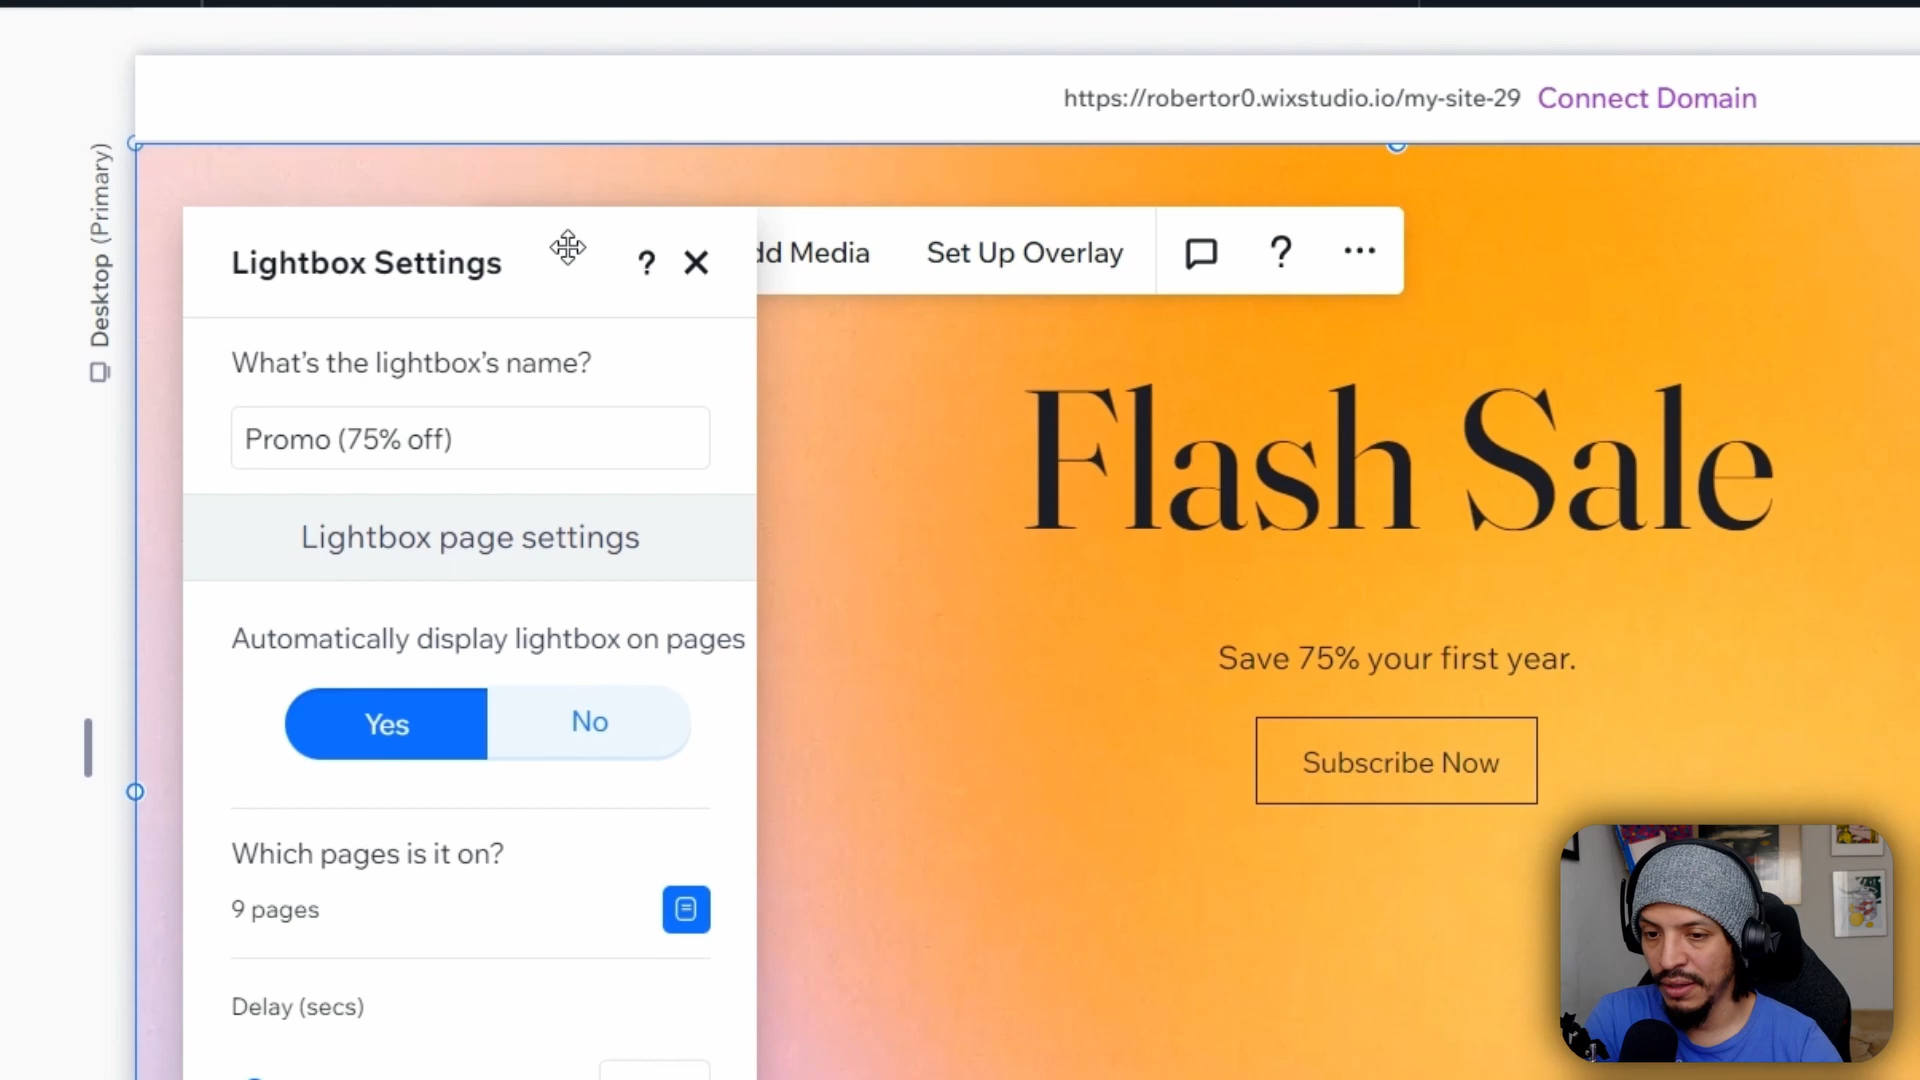 https://robertor0.wixstudio.io/my-site-29 Connect Domain
Desktop (Primary)
Lightbox Settings ? ×
dd Media Set Up Overlay ? ...
What's the lightbox's name?
Promo (75% off)
Lightbox page settings
Automatically display lightbox on pages
Yes No
Which pages is it on?
9 pages
Delay (secs)
Flash Sale
Save 75% your first year.
Subscribe Now